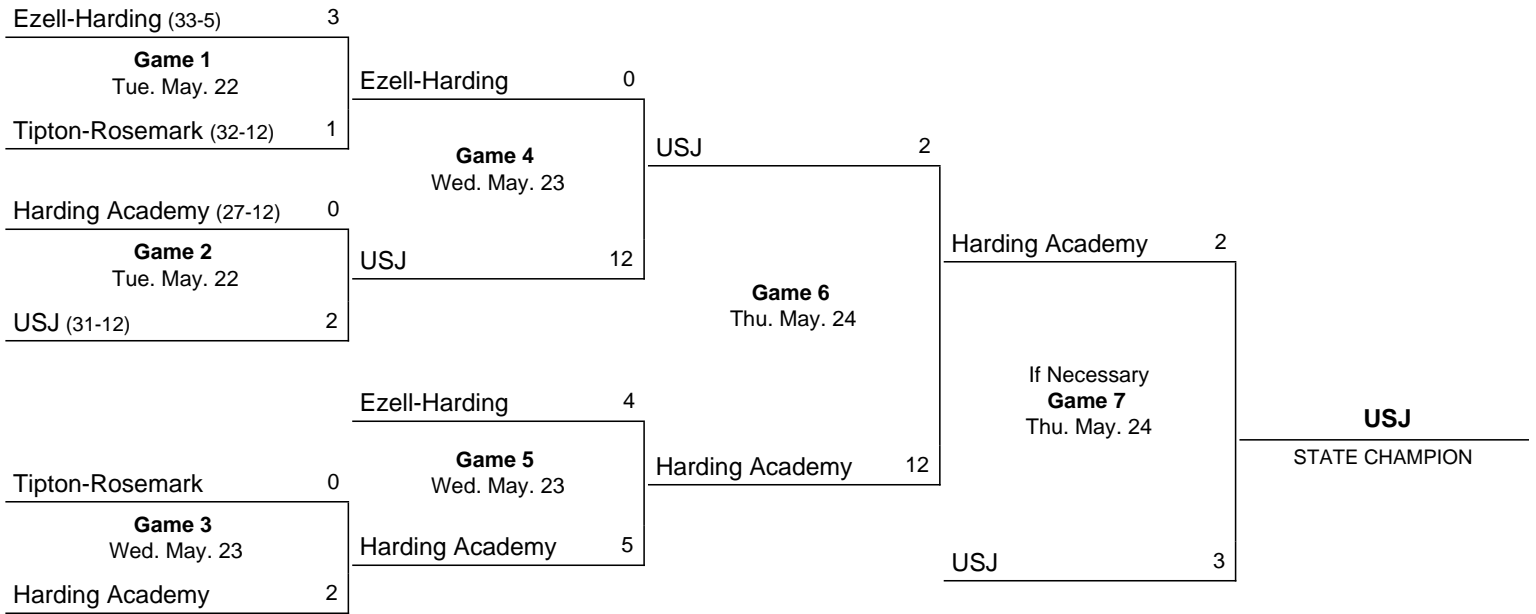 Ezell-Harding (33-5) 3
Game 1
Tue. May. 22
Tipton-Rosemark (32-12) 1
Harding Academy (27-12) 0
Game 2
Tue. May. 22
USJ (31-12) 2
Tipton-Rosemark 0
Game 3
Wed. May. 23
Harding Academy 2
Ezell-Harding 0
Game 4
Wed. May. 23
USJ 12
Ezell-Harding 4
Game 5
Wed. May. 23
Harding Academy 5
USJ 2
Game 6
Thu. May. 24
Harding Academy 12
Harding Academy 2
If Necessary
Game 7
Thu. May. 24
USJ 3
USJ
STATE CHAMPION